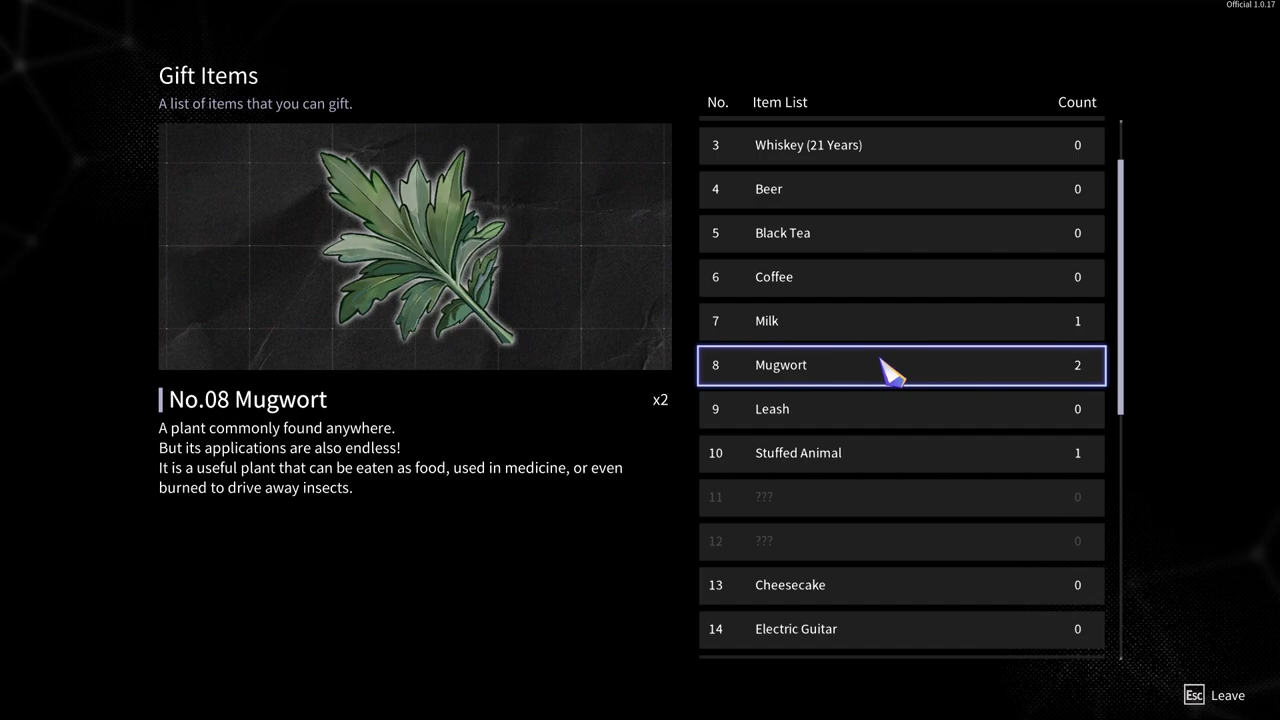 Official 1.0.17
Gift Items
A list of items that you can gift.
No. Item List Count
3 Whiskey (21 Years) 0
4 Beer 0
5 Black Tea 0
6 Coffee 0
7 Milk 1
8 Mugwort 2
9 Leash 0
10 Stuffed Animal 1
11 ??? 0
12 ??? 0
13 Cheesecake 0
14 Electric Guitar 0
No.08 Mugwort x2
A plant commonly found anywhere.
But its applications are also endless!
It is a useful plant that can be eaten as food, used in medicine, or even
burned to drive away insects.
Esc Leave